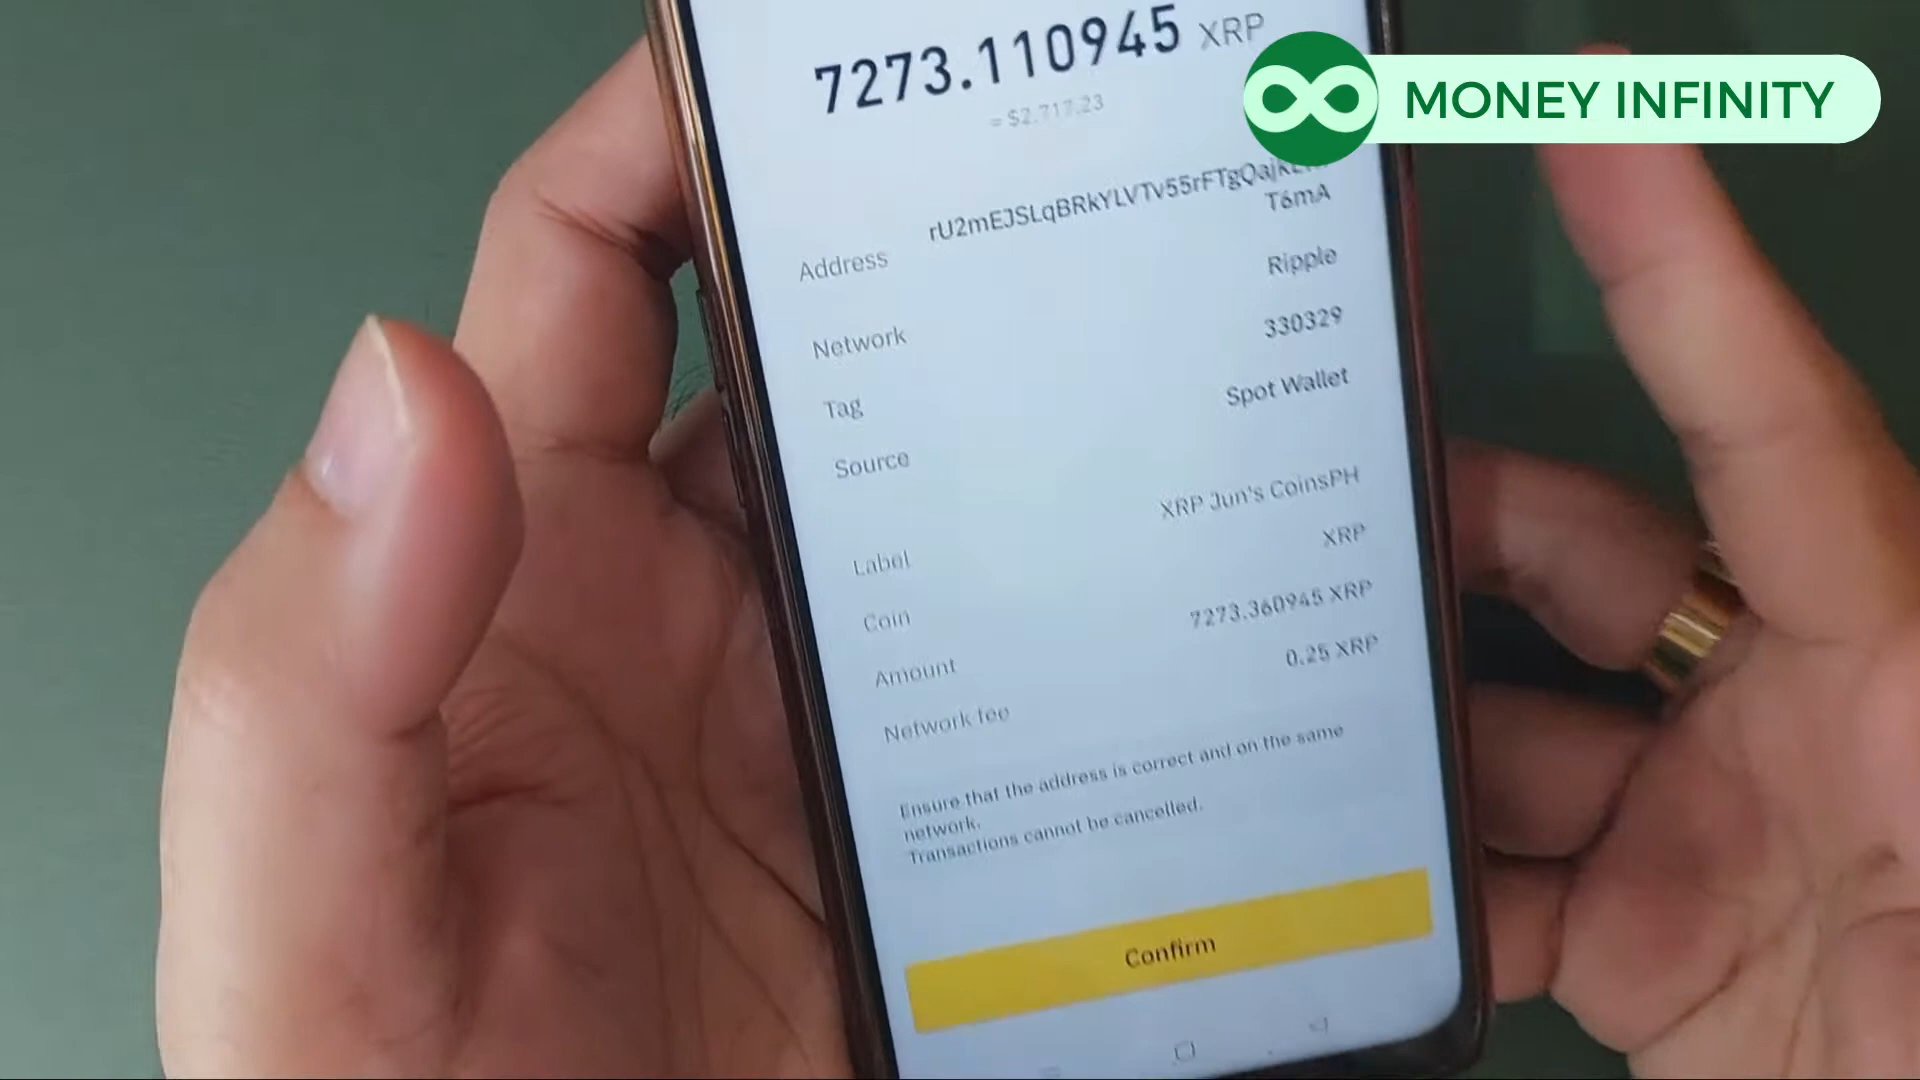 7273.110945 XRP
= $2,717.23
MONEY INFINITY
Address rU2mEJSLqBRkYLVTv55rFTgQajk
T6mA
Network Ripple
Tag 330329
Source Spot Wallet
Label XRP Jun's CoinsPH
Coin XRP
Amount 7273.360945 XRP
Network fee 0.25 XRP
Ensure that the address is correct and on the same
network.
Transactions cannot be cancelled.
Confirm